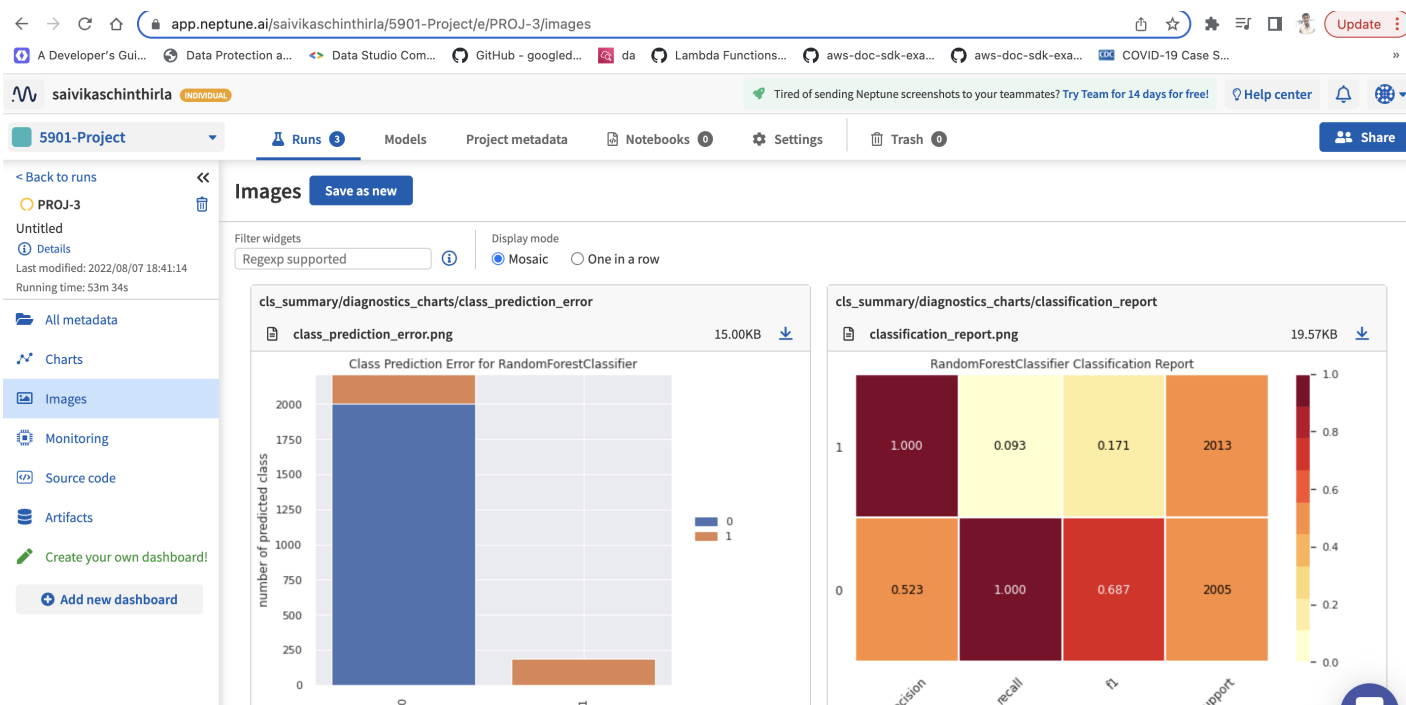 app.neptune.ai/saivikaschinthirla/5901-Project/e/PROJ-3/images
Update
A Developer's Gui...
Data Protection a...
Data Studio Com...
GitHub - googled...
da
Lambda Functions...
aws-doc-sdk-exa...
aws-doc-sdk-exa...
CDC
COVID-19 Case S...
»
saivikaschinthirla
INDIVIDUAL
Tired of sending Neptune screenshots to your teammates? Try Team for 14 days for free!
Help center
5901-Project
Runs 3
Models
Project metadata
Notebooks 0
Settings
Trash 0
Share
< Back to runs
PROJ-3
Untitled
Details
Last modified: 2022/08/07 18:41:14
Running time: 53m 34s
All metadata
Charts
Images
Monitoring
Source code
Artifacts
Create your own dashboard!
Add new dashboard
Images
Save as new
Filter widgets
Regexp supported
Display mode
Mosaic
One in a row
cls_summary/diagnostics_charts/class_prediction_error
class_prediction_error.png
15.00KB
Class Prediction Error for RandomForestClassifier
number of predicted class
2000
1750
1500
1250
1000
750
500
250
0
0
1
cls_summary/diagnostics_charts/classification_report
classification_report.png
19.57KB
RandomForestClassifier Classification Report
1
1.000
0.093
0.171
2013
0
0.523
1.000
0.687
2005
recall
f1
1.0
0.8
0.6
0.4
0.2
0.0